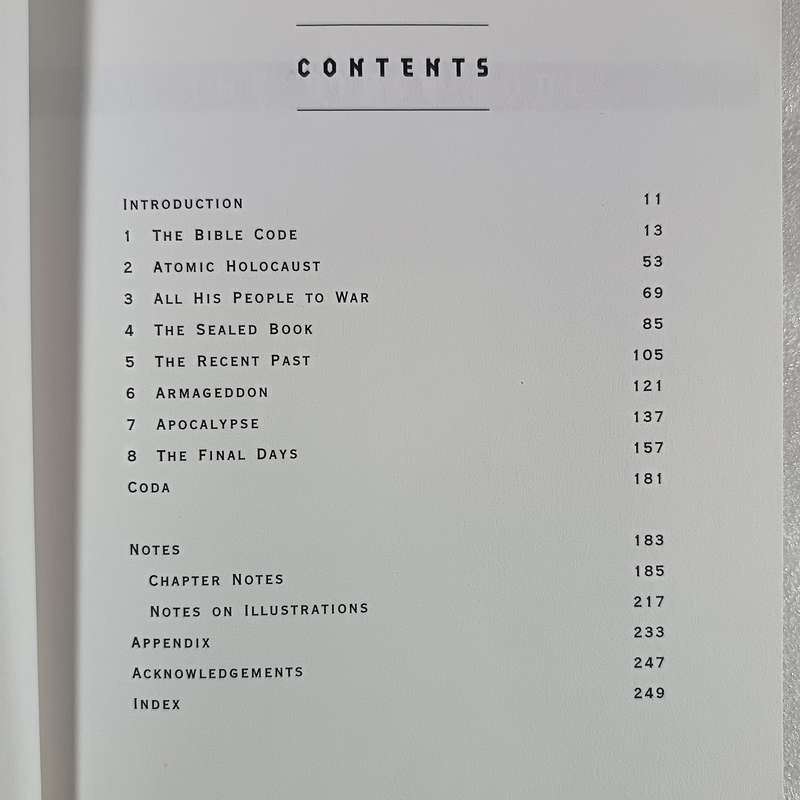 CONTENTS
INTRODUCTION 11
1 THE BIBLE CODE 13
2 ATOMIC HOLOCAUST 53
3 ALL HIS PEOPLE TO WAR 69
4 THE SEALED BOOK 85
5 THE RECENT PAST 105
6 ARMAGEDDON 121
7 APOCALYPSE 137
8 THE FINAL DAYS 157
CODA 181
NOTES 183
CHAPTER NOTES 185
NOTES ON ILLUSTRATIONS 217
APPENDIX 233
ACKNOWLEDGEMENTS 247
INDEX 249